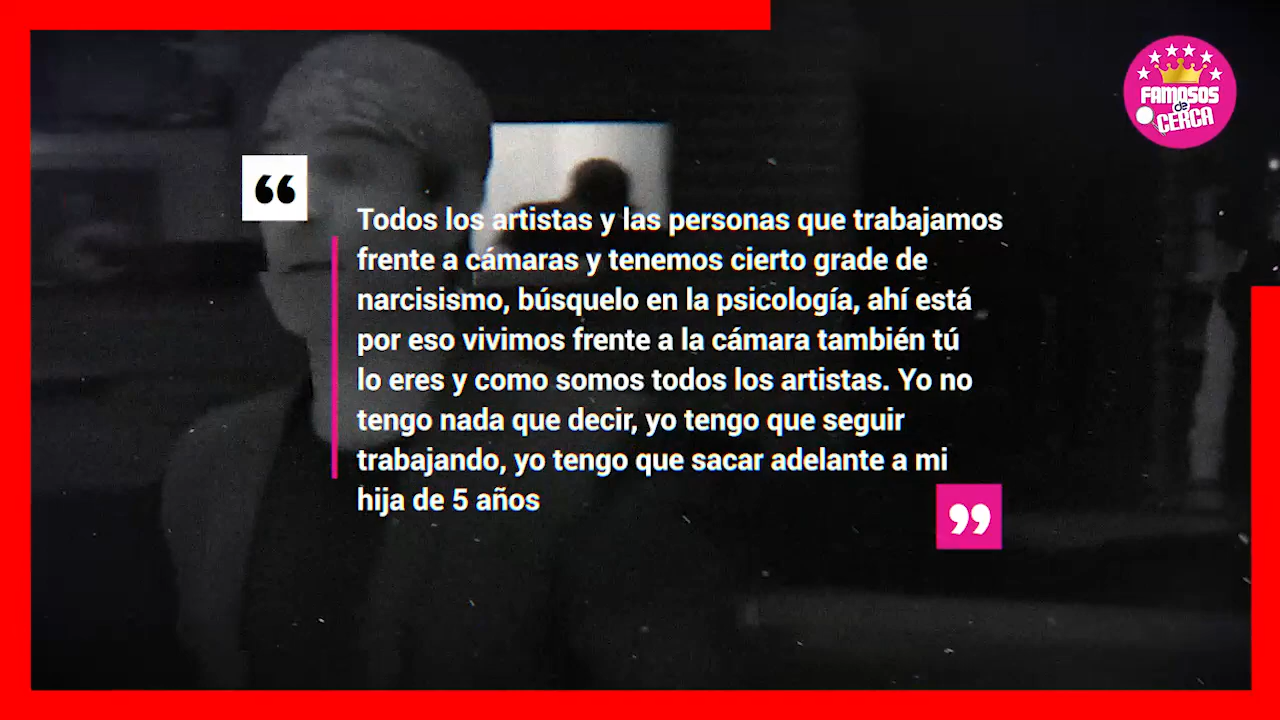 FAMOSOS
de
CERCA
“
Todos los artistas y las personas que trabajamos
frente a cámaras y tenemos cierto grade de
narcisismo, búsquelo en la psicología, ahí está
por eso vivimos frente a la cámara también tú
lo eres y como somos todos los artistas. Yo no
tengo nada que decir, yo tengo que seguir
trabajando, yo tengo que sacar adelante a mi
hija de 5 años
”